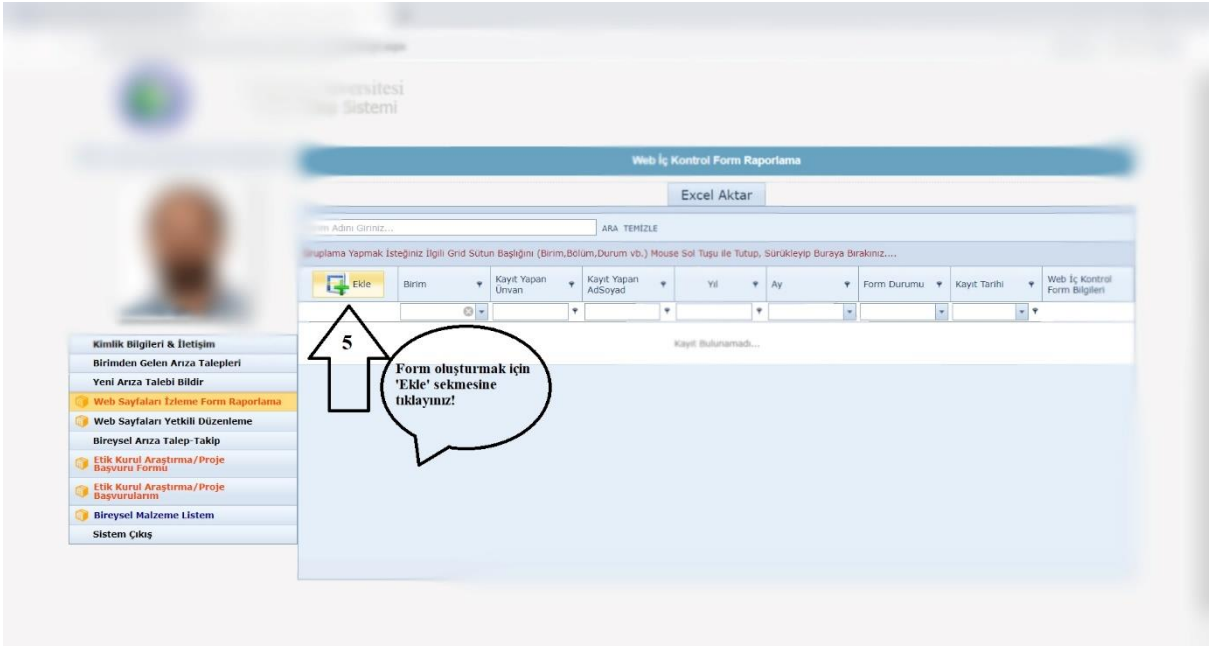 Sistemi
Web İç Kontrol Form Raporlama
Excel Aktar
Adını Giriniz...
ARA TEMİZLE
Gruplama Yapmak İsteğiniz İlgili Grid Sütun Başlığını (Birim,Bölüm,Durum vb.) Mouse Sol Tuşu ile Tutup, Sürükleyip Buraya Bırakınız....
Ekle
Birim
Kayıt Yapan
Ünvan
Kayıt Yapan
AdSoyad
Yıl
Ay
Form Durumu
Kayıt Tarihi
Web İç Kontrol
Form Bilgileri
Kayıt Bulunamadı...
5
Form oluşturmak için
'Ekle' sekmesine
tıklayınız!
Kimlik Bilgileri & İletişim
Birimden Gelen Arıza Talepleri
Yeni Arıza Talebi Bildir
Web Sayfaları İzleme Form Raporlama
Web Sayfaları Yetkili Düzenleme
Bireysel Arıza Talep-Takip
Etik Kurul Araştırma/Proje
Başvuru Formu
Etik Kurul Araştırma/Proje
Başvurularım
Bireysel Malzeme Listem
Sistem Çıkış